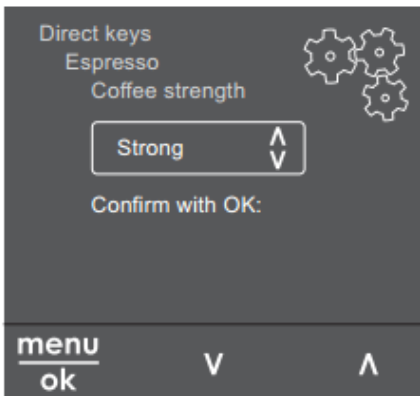 Direct keys
Espresso
Coffee strength
Strong
Confirm with OK:
menu
ok